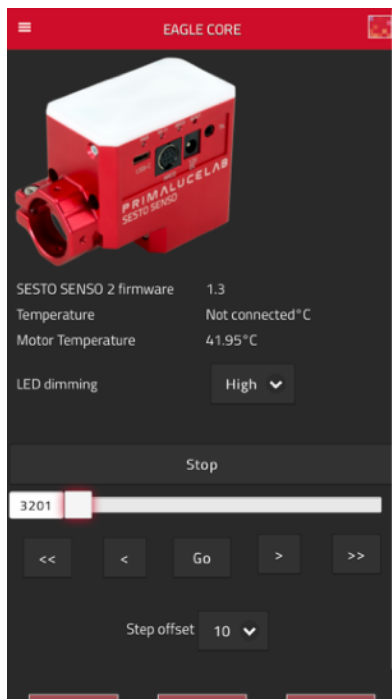 EAGLE CORE
USB-C
PRIMALUCELAB
SESTO SENSO
SESTO SENSO 2 firmware 1.3
Temperature Not connected°C
Motor Temperature 41.95°C
LED dimming High
Stop
3201
<< < Go > >>
Step offset 10